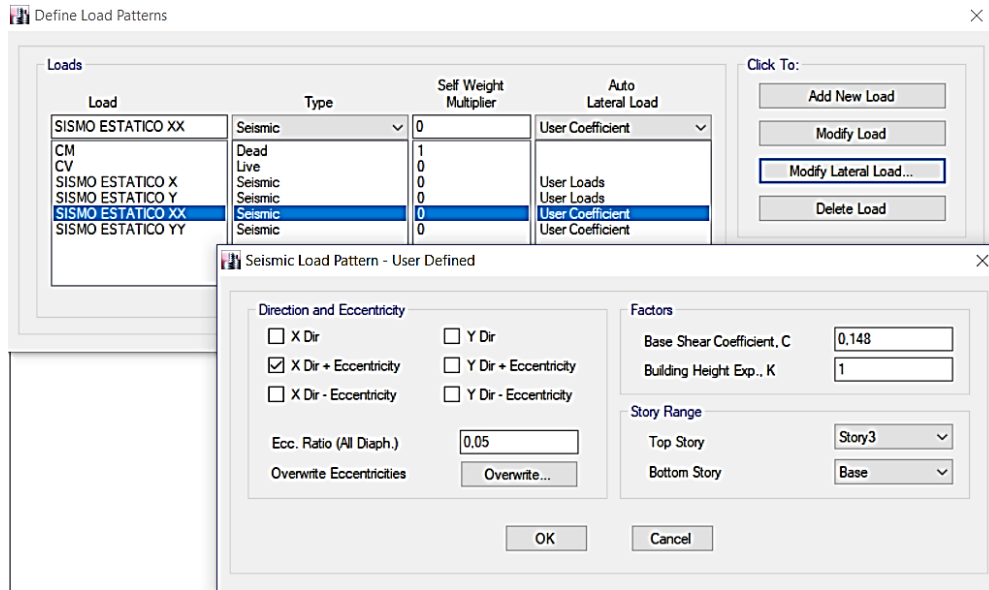 Define Load Patterns
Loads
Click To:
Load
Type
Self Weight
Multiplier
Auto
Lateral Load
SISMO ESTATICO XX Seismic 0 User Coefficient
CM Dead 1
CV Live 0
SISMO ESTATICO X Seismic 0 User Loads
SISMO ESTATICO Y Seismic 0 User Loads
SISMO ESTATICO XX Seismic 0 User Coefficient
SISMO ESTATICO YY Seismic 0 User Coefficient
Add New Load
Modify Load
Modify Lateral Load...
Delete Load
Seismic Load Pattern - User Defined
Direction and Eccentricity
X Dir Y Dir
X Dir + Eccentricity Y Dir + Eccentricity
X Dir - Eccentricity Y Dir - Eccentricity
Ecc. Ratio (All Diaph.) 0,05
Overwrite Eccentricities Overwrite...
Factors
Base Shear Coefficient, C 0,148
Building Height Exp., K 1
Story Range
Top Story Story3
Bottom Story Base
OK Cancel